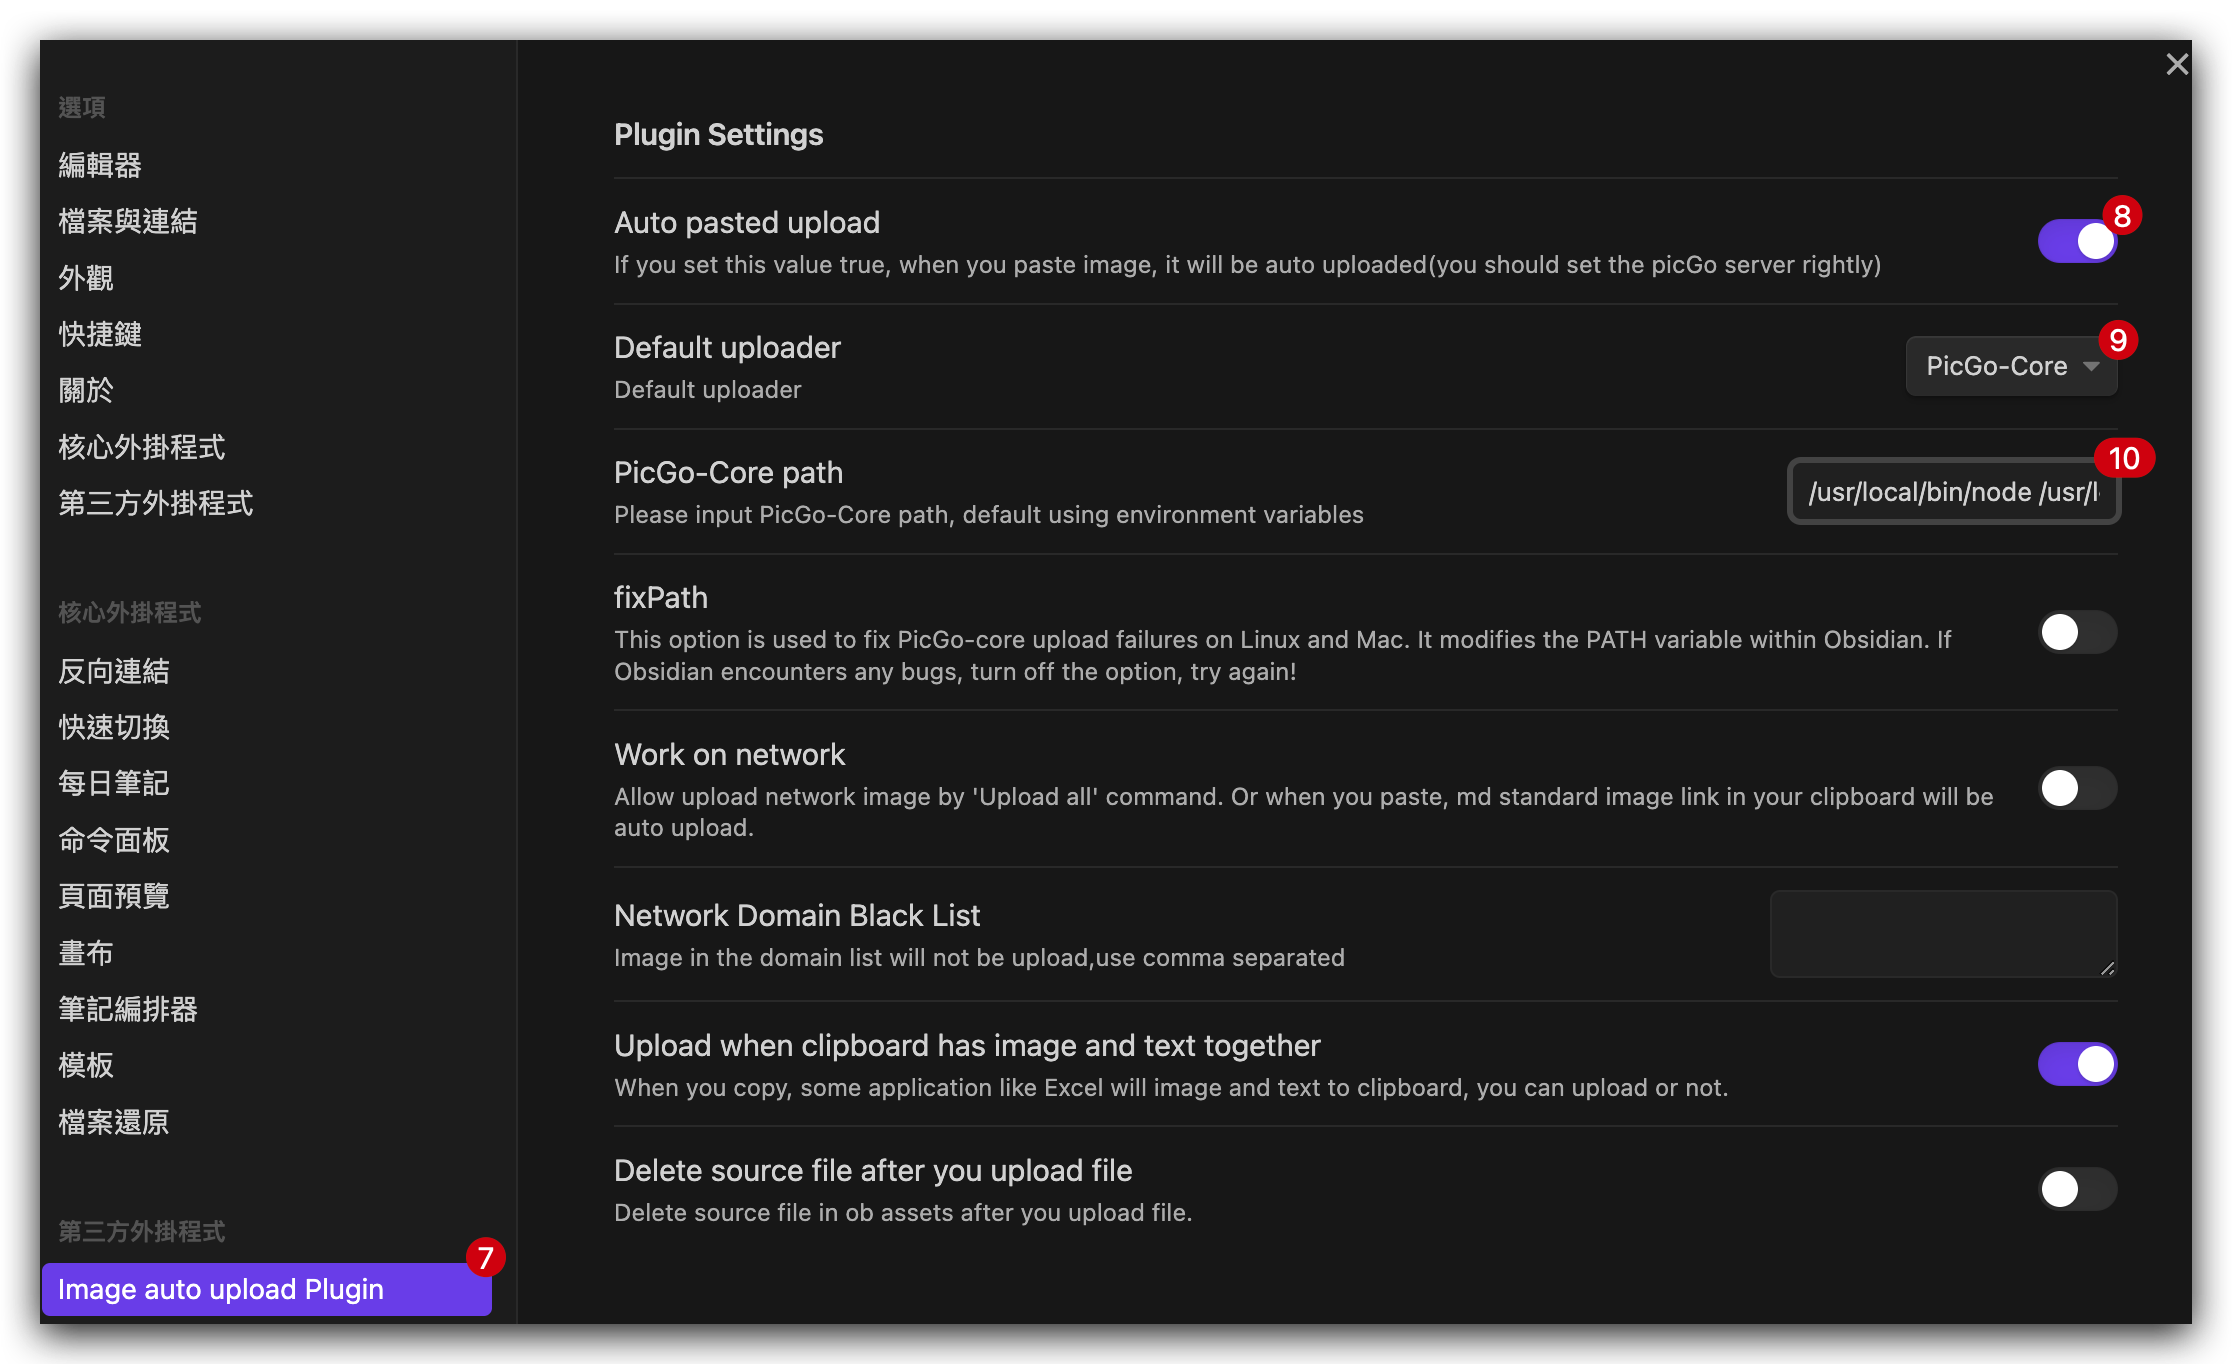 選項
編輯器
檔案與連結
外觀
快捷鍵
關於
核心外掛程式
第三方外掛程式
核心外掛程式
反向連結
快速切換
每日筆記
命令面板
頁面預覽
畫布
筆記編排器
模板
檔案還原
第三方外掛程式
7
Image auto upload Plugin
Plugin Settings
Auto pasted upload
If you set this value true, when you paste image, it will be auto uploaded(you should set the picGo server rightly)
8
Default uploader
Default uploader
9
PicGo-Core
PicGo-Core path
Please input PicGo-Core path, default using environment variables
10
/usr/local/bin/node /usr/l
fixPath
This option is used to fix PicGo-core upload failures on Linux and Mac. It modifies the PATH variable within Obsidian. If
Obsidian encounters any bugs, turn off the option, try again!
Work on network
Allow upload network image by 'Upload all' command. Or when you paste, md standard image link in your clipboard will be
auto upload.
Network Domain Black List
Image in the domain list will not be upload,use comma separated
Upload when clipboard has image and text together
When you copy, some application like Excel will image and text to clipboard, you can upload or not.
Delete source file after you upload file
Delete source file in ob assets after you upload file.